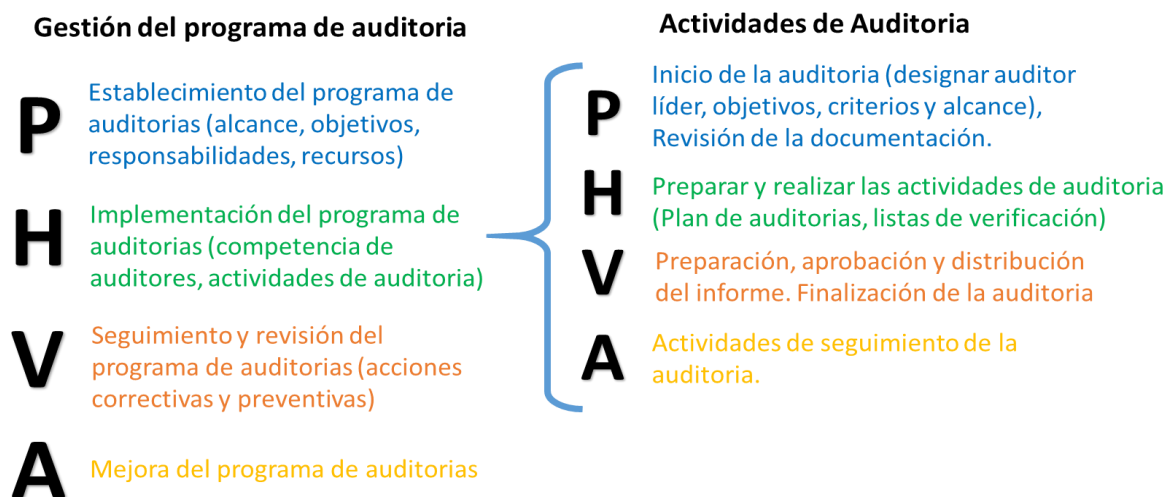 Gestión del programa de auditoria
P
Establecimiento del programa de
auditorias (alcance, objetivos,
responsabilidades, recursos)
H
Implementación del programa de
auditorias (competencia de
auditores, actividades de auditoria)
V
Seguimiento y revisión del
programa de auditorias (acciones
correctivas y preventivas)
A
Mejora del programa de auditorias
Actividades de Auditoria
P
Inicio de la auditoria (designar auditor
líder, objetivos, criterios y alcance),
Revisión de la documentación.
H
Preparar y realizar las actividades de auditoria
(Plan de auditorias, listas de verificación)
V
Preparación, aprobación y distribución
del informe. Finalización de la auditoria
A
Actividades de seguimiento de la
auditoria.